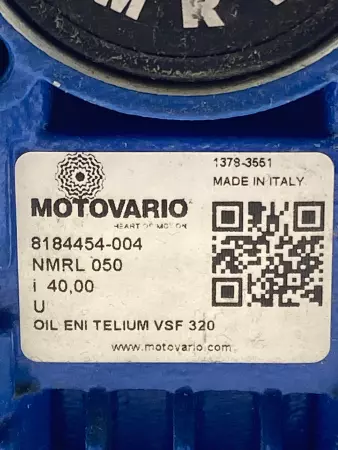 M R
1378-3551
MADE IN ITALY
MOTOVARIO
HEART OF MOTION
8184454-004
NMRL 050
i 40,00
U
OIL ENI TELIUM VSF 320
www.motovario.com